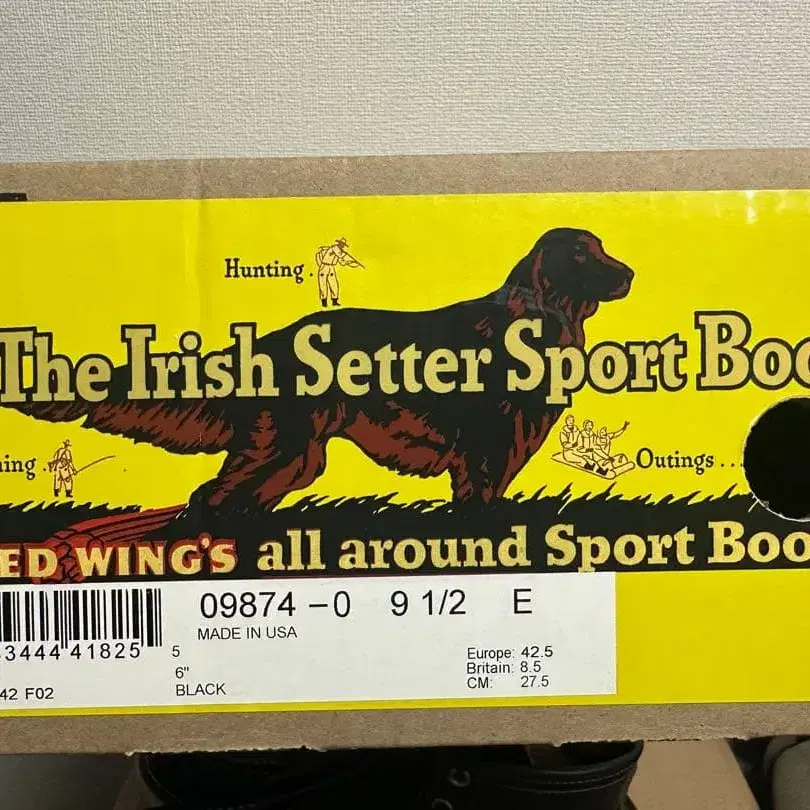 Hunting.
The Irish Setter Sport Boo
ing.
Outings...
ED WING'S all around Sport Boo
09874-0 9 1/2 E
MADE IN USA
3444 41825 5
6"
42 F02 BLACK
Europe: 42.5
Britain: 8.5
CM: 27.5